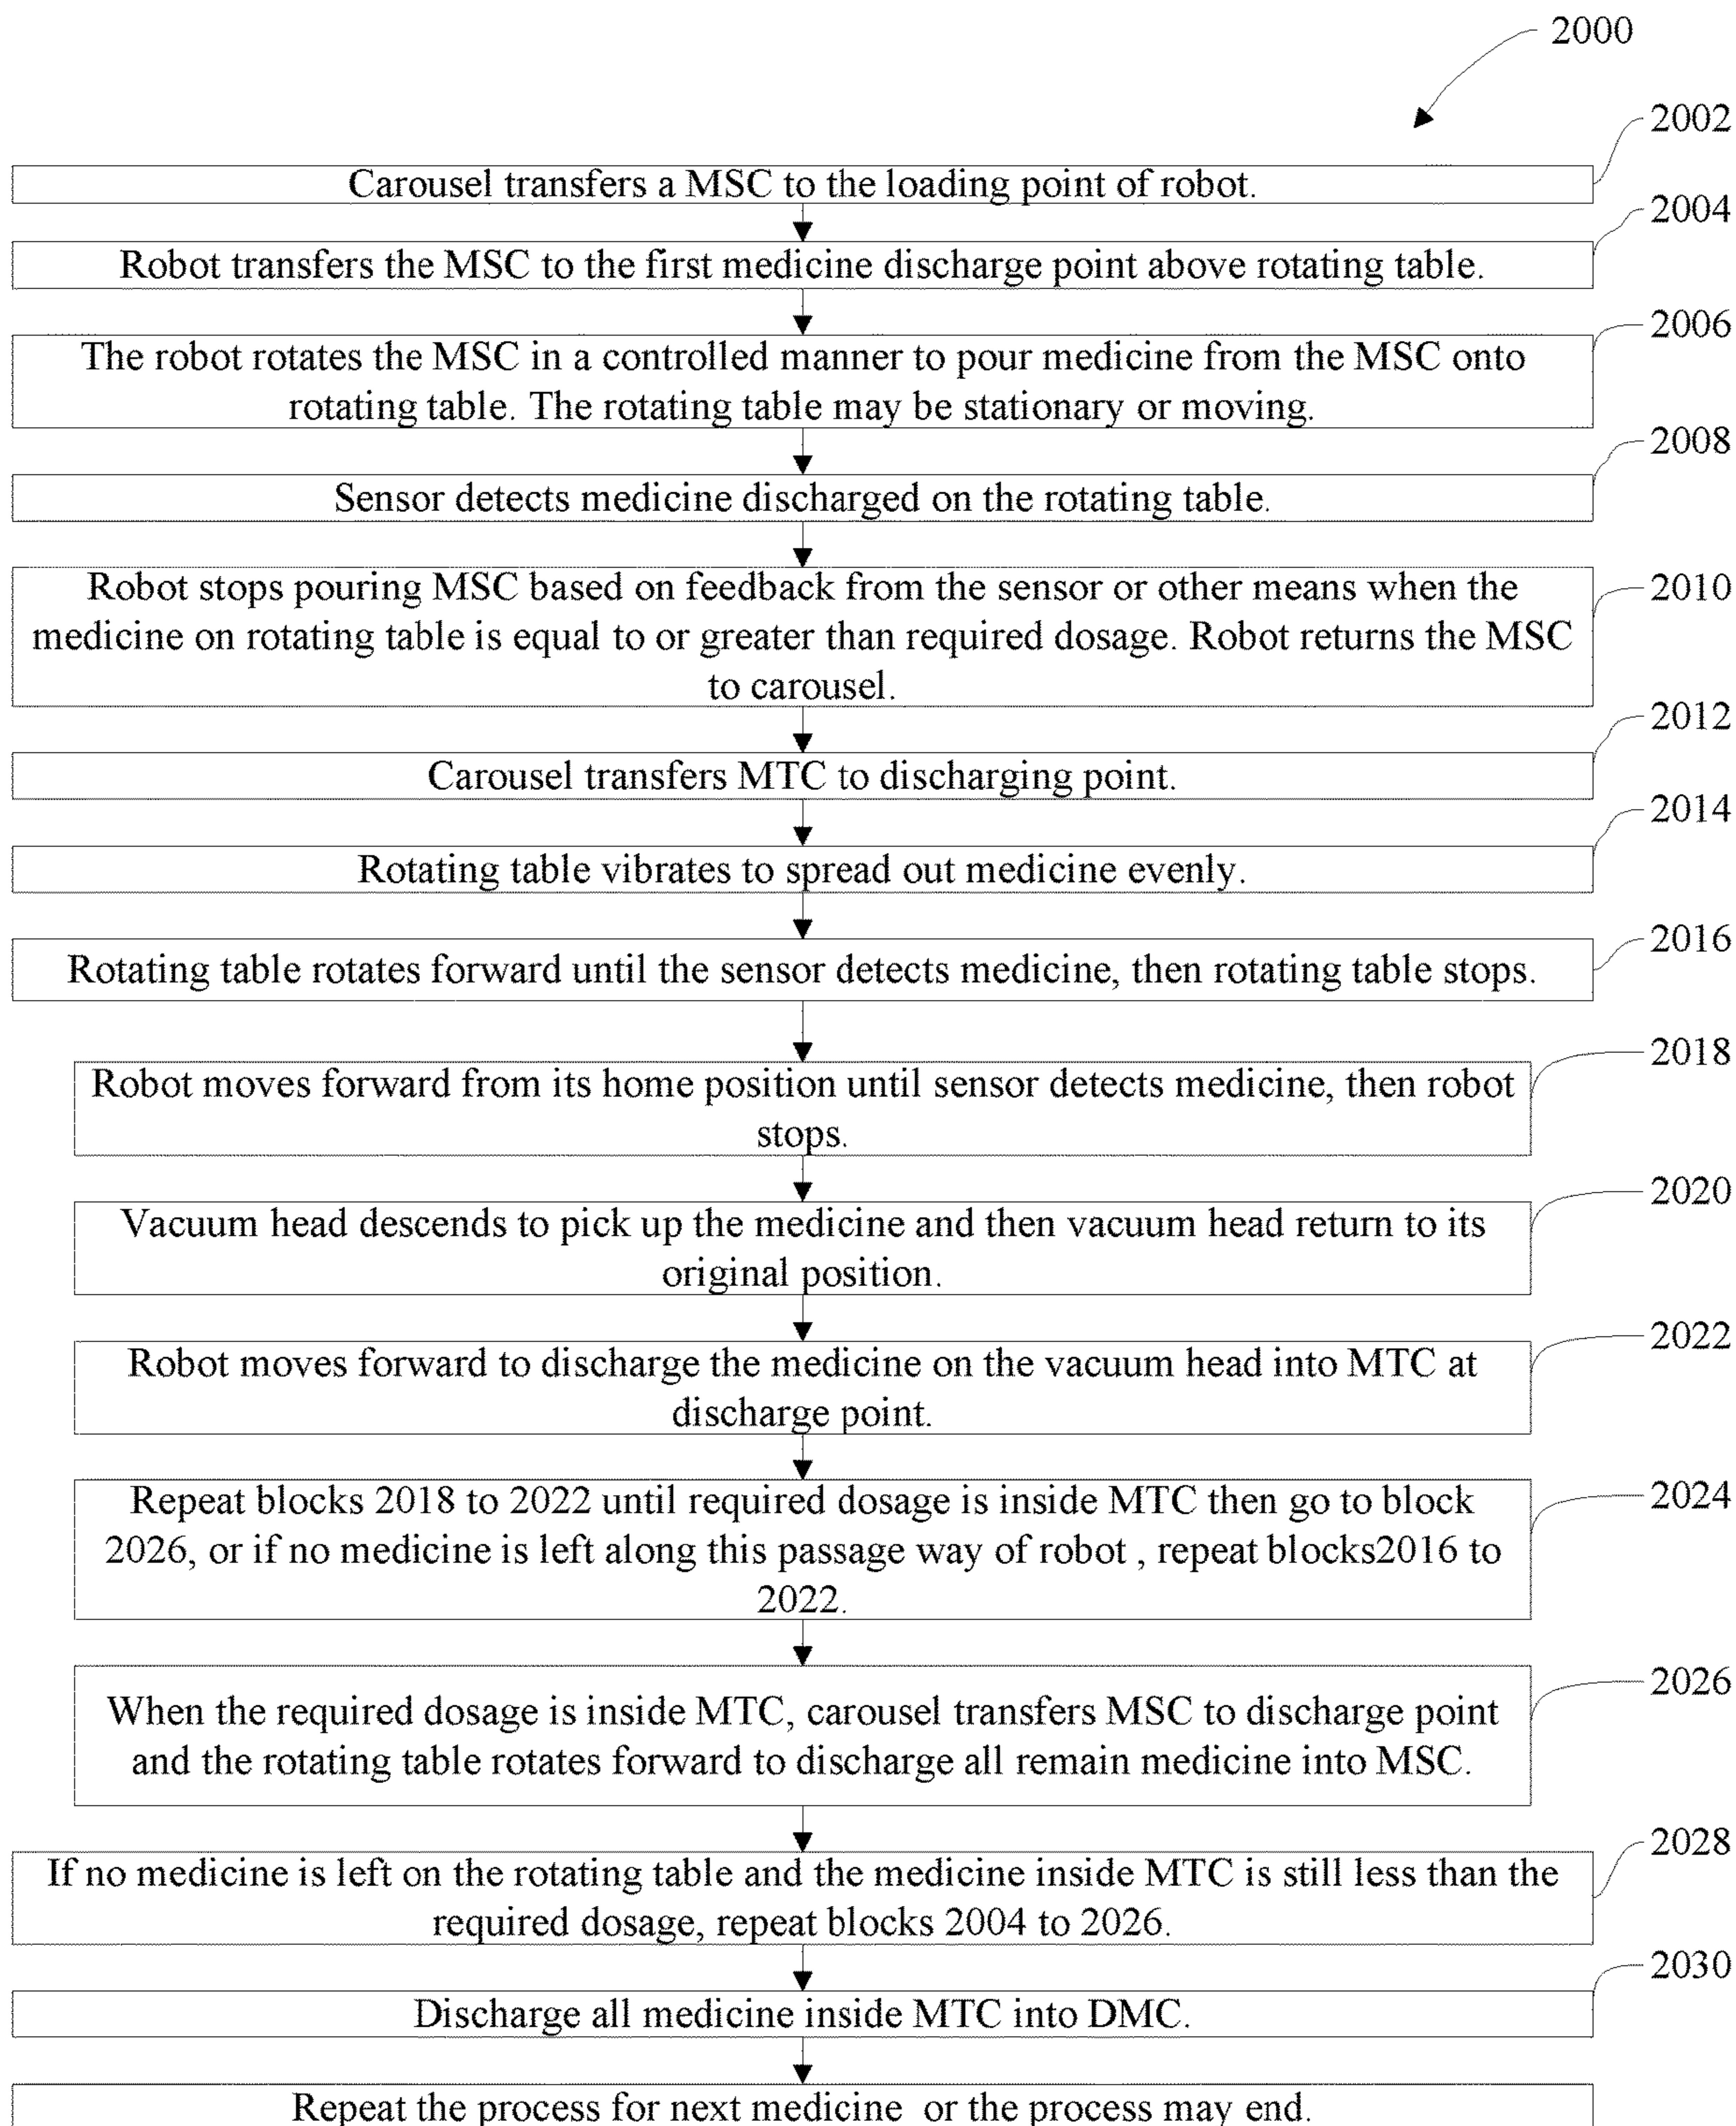 2000
2002
Carousel transfers a MSC to the loading point of robot.
2004
Robot transfers the MSC to the first medicine discharge point above rotating table.
2006
The robot rotates the MSC in a controlled manner to pour medicine from the MSC onto
rotating table. The rotating table may be stationary or moving.
2008
Sensor detects medicine discharged on the rotating table.
2010
Robot stops pouring MSC based on feedback from the sensor or other means when the
medicine on rotating table is equal to or greater than required dosage. Robot returns the MSC
to carousel.
2012
Carousel transfers MTC to discharging point.
2014
Rotating table vibrates to spread out medicine evenly.
2016
Rotating table rotates forward until the sensor detects medicine, then rotating table stops.
2018
Robot moves forward from its home position until sensor detects medicine, then robot
stops.
2020
Vacuum head descends to pick up the medicine and then vacuum head return to its
original position.
2022
Robot moves forward to discharge the medicine on the vacuum head into MTC at
discharge point.
2024
Repeat blocks 2018 to 2022 until required dosage is inside MTC then go to block
2026, or if no medicine is left along this passage way of robot , repeat blocks2016 to
2022.
2026
When the required dosage is inside MTC, carousel transfers MSC to discharge point
and the rotating table rotates forward to discharge all remain medicine into MSC.
2028
If no medicine is left on the rotating table and the medicine inside MTC is still less than the
required dosage, repeat blocks 2004 to 2026.
2030
Discharge all medicine inside MTC into DMC.
Repeat the process for next medicine or the process may end.